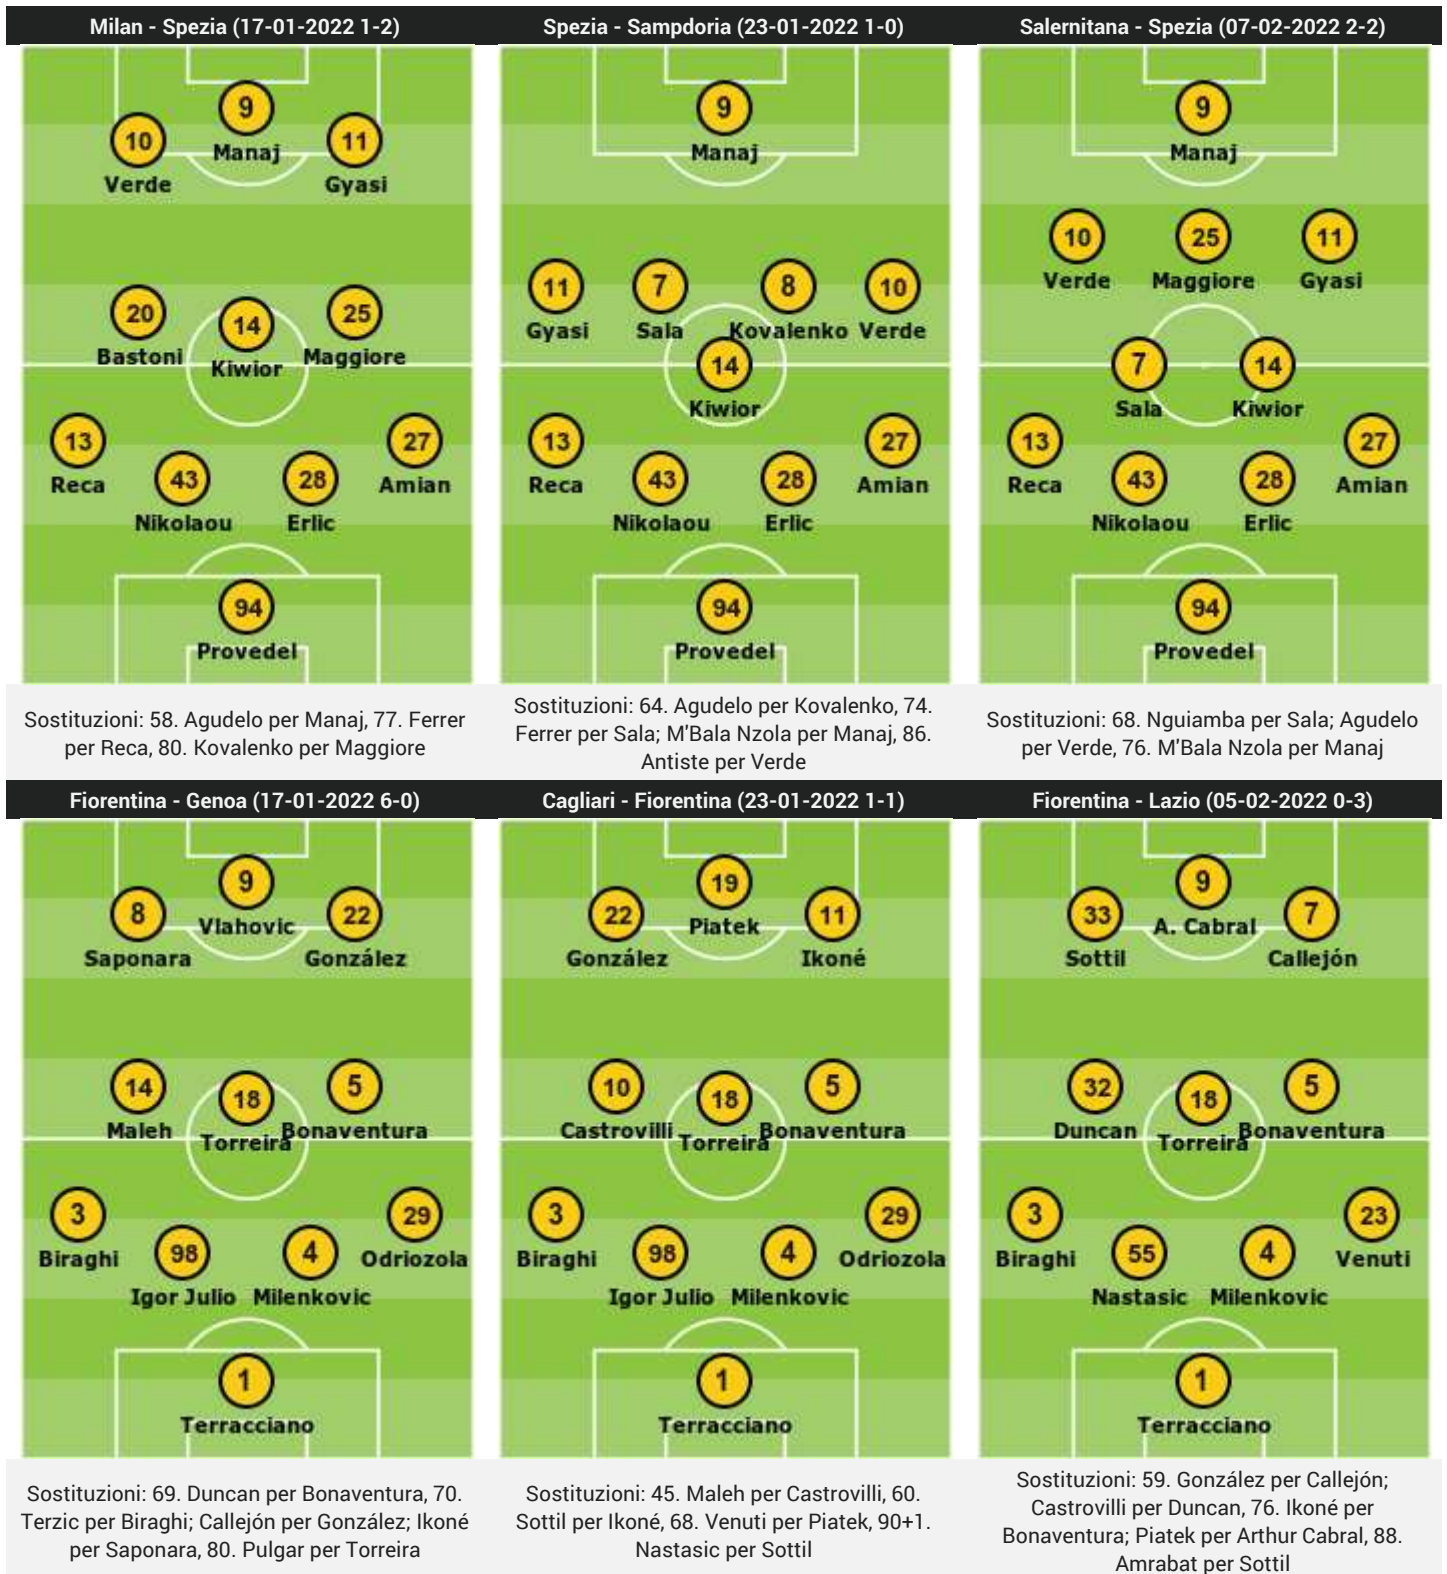 Milan - Spezia (17-01-2022 1-2)
9
Manaj
10
Verde
11
Gyasi
20
Bastoni
14
Kiwior
25
Maggiore
13
Reca
43
Nikolaou
28
Erlic
27
Amian
94
Provedel
Sostituzioni: 58. Agudelo per Manaj, 77. Ferrer
per Reca, 80. Kovalenko per Maggiore
Spezia - Sampdoria (23-01-2022 1-0)
9
Manaj
11
Gyasi
7
Sala
8
Kovalenko
10
Verde
14
Kiwior
13
Reca
43
Nikolaou
28
Erlic
27
Amian
94
Provedel
Sostituzioni: 64. Agudelo per Kovalenko, 74.
Ferrer per Sala; M'Bala Nzola per Manaj, 86.
Antiste per Verde
Salernitana - Spezia (07-02-2022 2-2)
9
Manaj
10
Verde
25
Maggiore
11
Gyasi
7
Sala
14
Kiwior
13
Reca
43
Nikolaou
28
Erlic
27
Amian
94
Provedel
Sostituzioni: 68. Nguiamba per Sala; Agudelo
per Verde, 76. M'Bala Nzola per Manaj
Fiorentina - Genoa (17-01-2022 6-0)
9
Vlahovic
8
Saponara
22
González
14
Maleh
18
Torreira
5
Bonaventura
3
Biraghi
98
Igor Julio
4
Milenkovic
29
Odriozola
1
Terracciano
Sostituzioni: 69. Duncan per Bonaventura, 70.
Terzic per Biraghi; Callejón per González; Ikoné
per Saponara, 80. Pulgar per Torreira
Cagliari - Fiorentina (23-01-2022 1-1)
19
Piatek
22
González
11
Ikoné
10
Castrovilli
18
Torreira
5
Bonaventura
3
Biraghi
98
Igor Julio
4
Milenkovic
29
Odriozola
1
Terracciano
Sostituzioni: 45. Maleh per Castrovilli, 60.
Sottil per Ikoné, 68. Venuti per Piatek, 90+1.
Nastasic per Sottil
Fiorentina - Lazio (05-02-2022 0-3)
9
A. Cabral
33
Sottil
7
Callejón
32
Duncan
18
Torreira
5
Bonaventura
3
Biraghi
55
Nastasic
4
Milenkovic
23
Venuti
1
Terracciano
Sostituzioni: 59. González per Callejón;
Castrovilli per Duncan, 76. Ikoné per
Bonaventura; Piatek per Arthur Cabral, 88.
Amrabat per Sottil